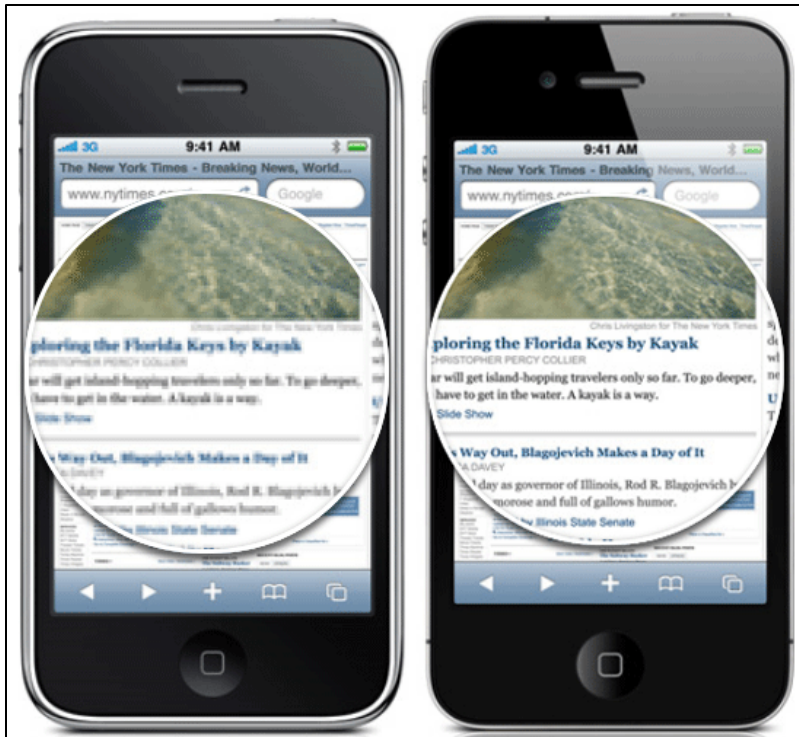 3G 9:41 AM
The New York Times - Breaking News, World...
www.nytimes.com/ Google
Chris Livingston for The New York Times
ploring the Florida Keys by Kayak
CHRISTOPHER PERCY COLLIER
ar will get island-hopping travelers only so far. To go deeper,
have to get in the water. A kayak is a way.
Slide Show
s Way Out, Blagojevich Makes a Day of It
A DAVEY
day as governor of Illinois, Rod R. Blagojevich
morose and full of gallows humor.
by Illinois State Senate
3G 9:41 AM
The New York Times - Breaking News, World...
www.nytimes.com/ Google
Chris Livingston for The New York Times
ploring the Florida Keys by Kayak
CHRISTOPHER PERCY COLLIER
ar will get island-hopping travelers only so far. To go deeper,
have to get in the water. A kayak is a way.
Slide Show
s Way Out, Blagojevich Makes a Day of It
A DAVEY
day as governor of Illinois, Rod R. Blagojevich
morose and full of gallows humor.
by Illinois State Senate